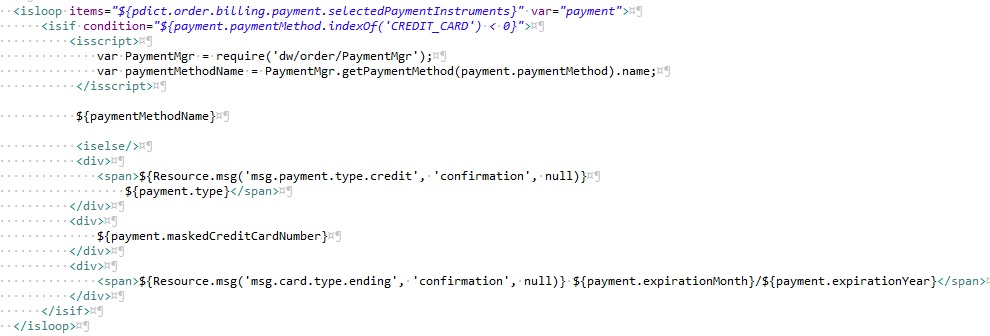 <isloop items="${pdict.order.billing.payment.selectedPaymentInstruments}" var="payment">
<isif condition="${payment.paymentMethod.indexOf('CREDIT_CARD') < 0}">
<isscript>
var PaymentMgr = require('dw/order/PaymentMgr');
var paymentMethodName = PaymentMgr.getPaymentMethod(payment.paymentMethod).name;
</isscript>
${paymentMethodName}
<iselse/>
<div>
<span>${Resource.msg('msg.payment.type.credit', 'confirmation', null)}
${payment.type}</span>
</div>
<div>
${payment.maskedCreditCardNumber}
</div>
<div>
<span>${Resource.msg('msg.card.type.ending', 'confirmation', null)} ${payment.expirationMonth}/${payment.expirationYear}</span>
</div>
</isif>
</isloop>